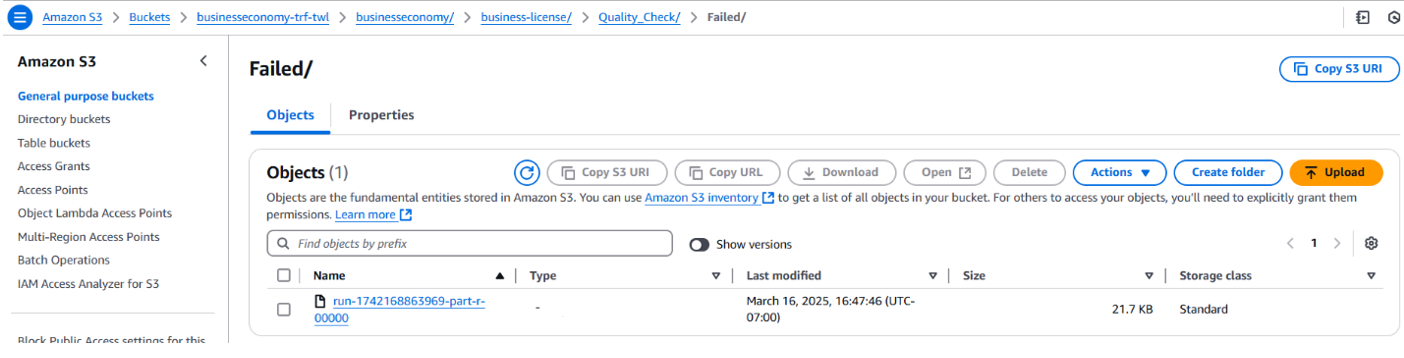 Amazon S3 > Buckets > businesseconomy-trf-twl > businesseconomy/ > business-license/ > Quality_Check/ > Failed/
Amazon S3
General purpose buckets
Directory buckets
Table buckets
Access Grants
Access Points
Object Lambda Access Points
Multi-Region Access Points
Batch Operations
IAM Access Analyzer for S3
Block Public Access settings for this
Failed/
Copy S3 URI
Objects Properties
Objects (1)
Copy S3 URI Copy URL Download Open Delete Actions Create folder Upload
Objects are the fundamental entities stored in Amazon S3. You can use Amazon S3 inventory to get a list of all objects in your bucket. For others to access your objects, you'll need to explicitly grant them
permissions. Learn more
Find objects by prefix Show versions < 1 >
Name Type Last modified Size Storage class
run-1742168863969-part-r- - March 16, 2025, 16:47:46 (UTC- 21.7 KB Standard
00000 07:00)